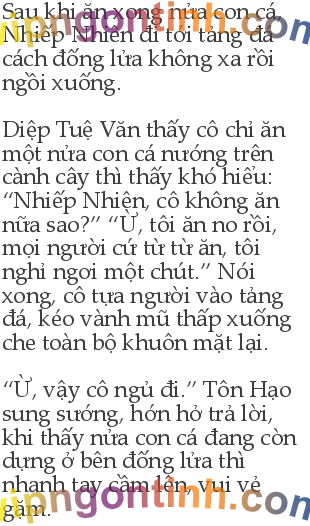 Sau khi ăn xong nửa con cá
Nhiếp Nhiên đi tới tảng đá
cách đống lửa không xa rồi
ngồi xuống.
Diệp Tuệ Văn thấy cô chỉ ăn
một nửa con cá nướng trên
cành cây thì thấy khó hiểu:
“Nhiếp Nhiện, cô không ăn
nữa sao?” “Ừ, tôi ăn no rồi,
mọi người cứ từ từ ăn, tôi
nghỉ ngơi một chút.” Nói
xong, cô tựa người vào tảng
đá, kéo vành mũ thấp xuống
che toàn bộ khuôn mặt lại.
“Ừ, vậy cô ngủ đi.” Tôn Hạo
sung sướng, hớn hở trả lời,
khi thấy nửa con cá đang còn
dựng ở bên đống lửa thì
nhanh tay cầm lên, vui vẻ
gặm.
vipngontinh.com
vipngontinh.com